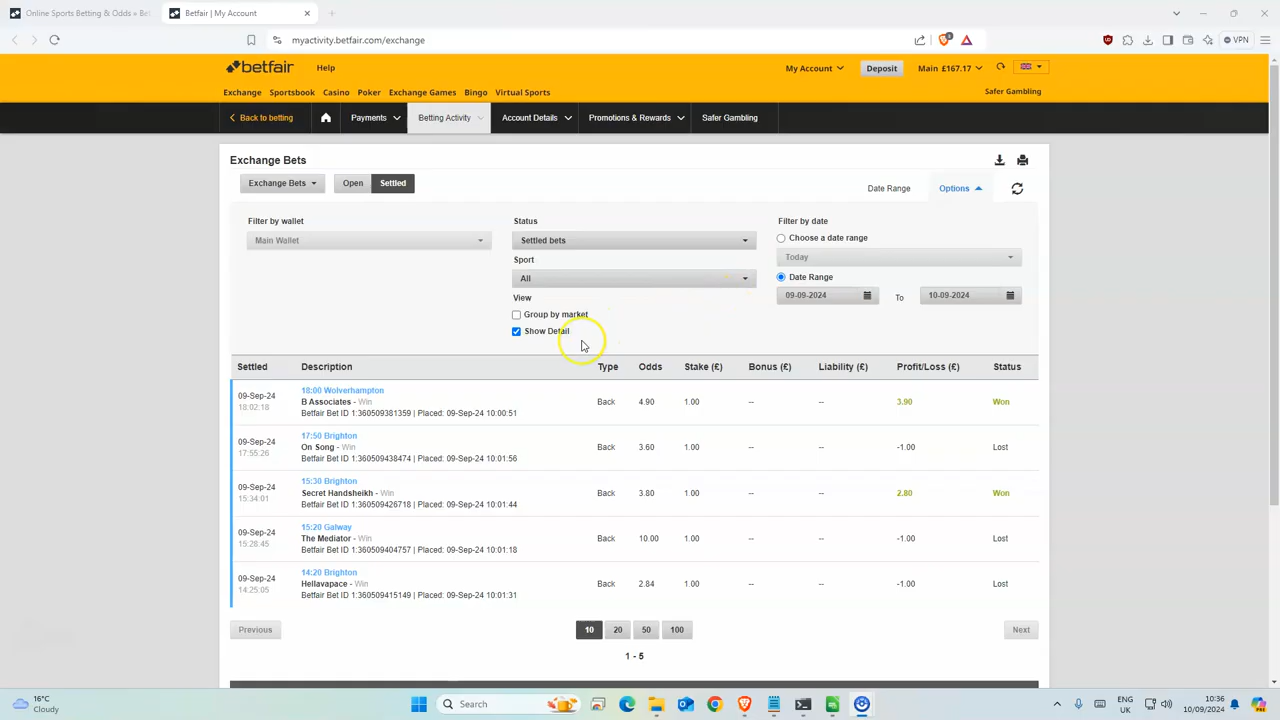 Online Sports Betting & Odds » Be
Betfair | My Account
myactivity.betfair.com/exchange
VPN
betfair
Help
My Account
Deposit
Main £167.17
Exchange Sportsbook Casino Poker Exchange Games Bingo Virtual Sports
Safer Gambling
Back to betting
Payments
Betting Activity
Account Details
Promotions & Rewards
Safer Gambling
Exchange Bets
Exchange Bets
Open
Settled
Date Range
Options
Filter by wallet
Status
Filter by date
Main Wallet
Settled bets
Choose a date range
Sport
Today
All
Date Range
View
09-09-2024
To
10-09-2024
Group by market
Show Detail
Settled Description Type Odds Stake (£) Bonus (£) Liability (£) Profit/Loss (£) Status
18:00 Wolverhampton
09-Sep-24 B Associates - Win Back 4.90 1.00 -- -- 3.90 Won
18:02:18
Betfair Bet ID 1:360509381359 | Placed: 09-Sep-24 10:00:51
17:50 Brighton
09-Sep-24 On Song - Win Back 3.60 1.00 -- -- -1.00 Lost
17:55:26
Betfair Bet ID 1:360509438474 | Placed: 09-Sep-24 10:01:56
15:30 Brighton
09-Sep-24 Secret Handsheikh - Win Back 3.80 1.00 -- -- 2.80 Won
15:34:01
Betfair Bet ID 1:360509426718 | Placed: 09-Sep-24 10:01:44
15:20 Galway
09-Sep-24 The Mediator - Win Back 10.00 1.00 -- -- -1.00 Lost
15:28:45
Betfair Bet ID 1:360509404757 | Placed: 09-Sep-24 10:01:18
14:20 Brighton
09-Sep-24 Hellavapace - Win Back 2.84 1.00 -- -- -1.00 Lost
14:25:05
Betfair Bet ID 1:360509415149 | Placed: 09-Sep-24 10:01:31
Previous
10 20 50 100
Next
1 - 5
16°C
Cloudy
Search
ENG
UK
10:36
10/09/2024